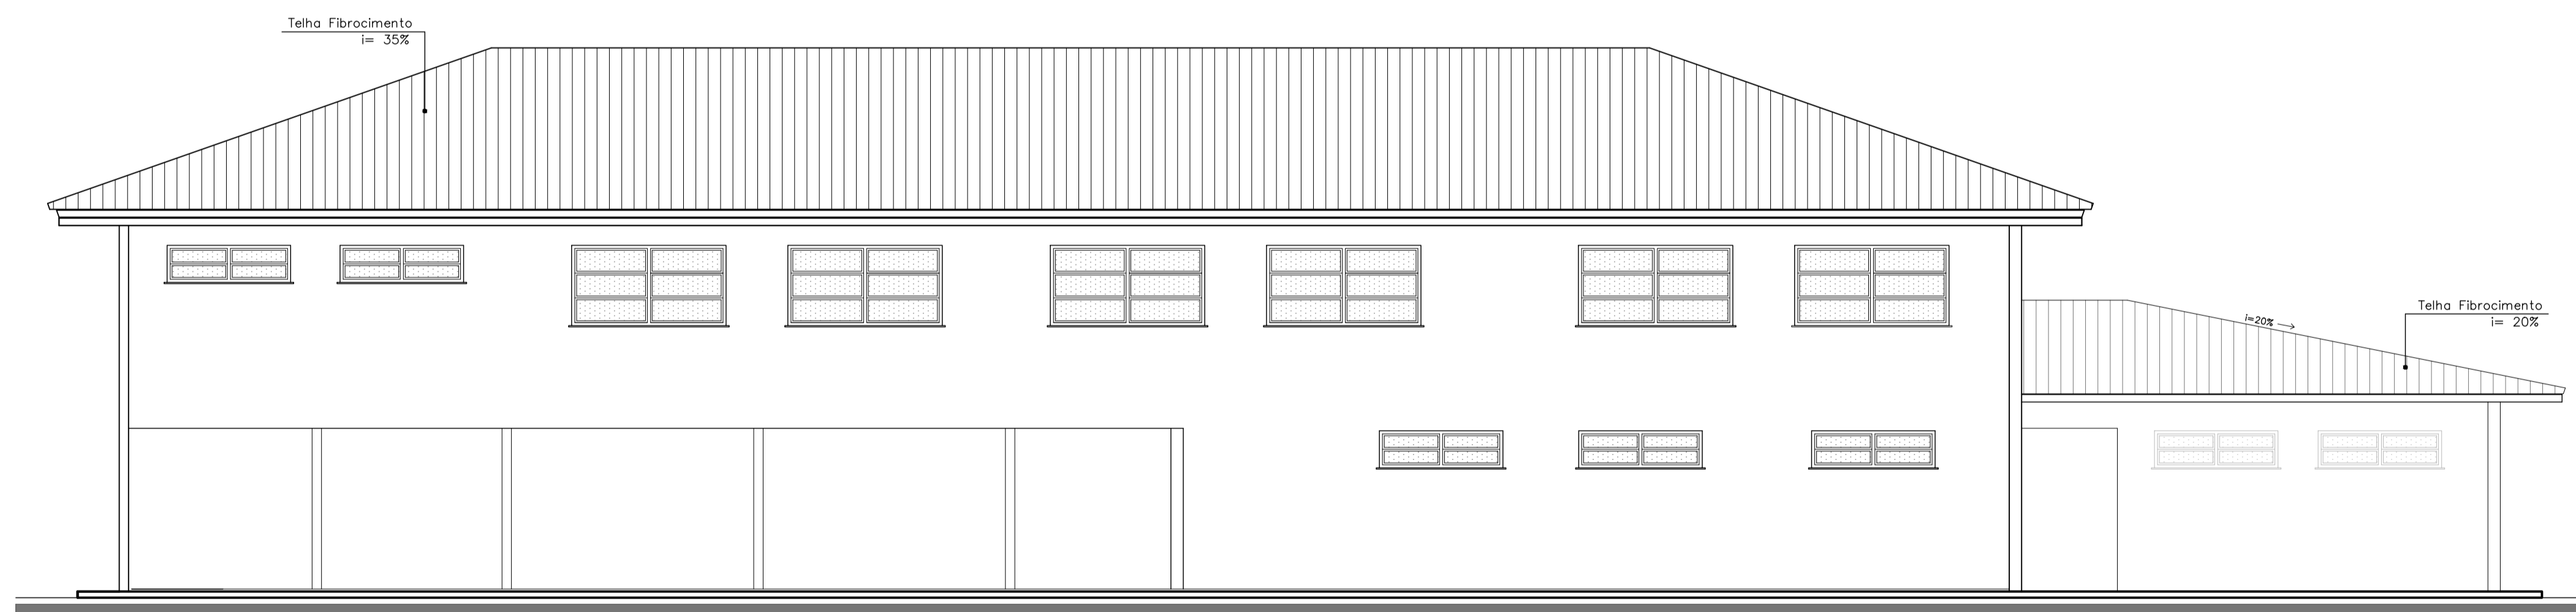 Telha Fibrocimento
i= 35%
i=20%
Telha Fibrocimento
i= 20%